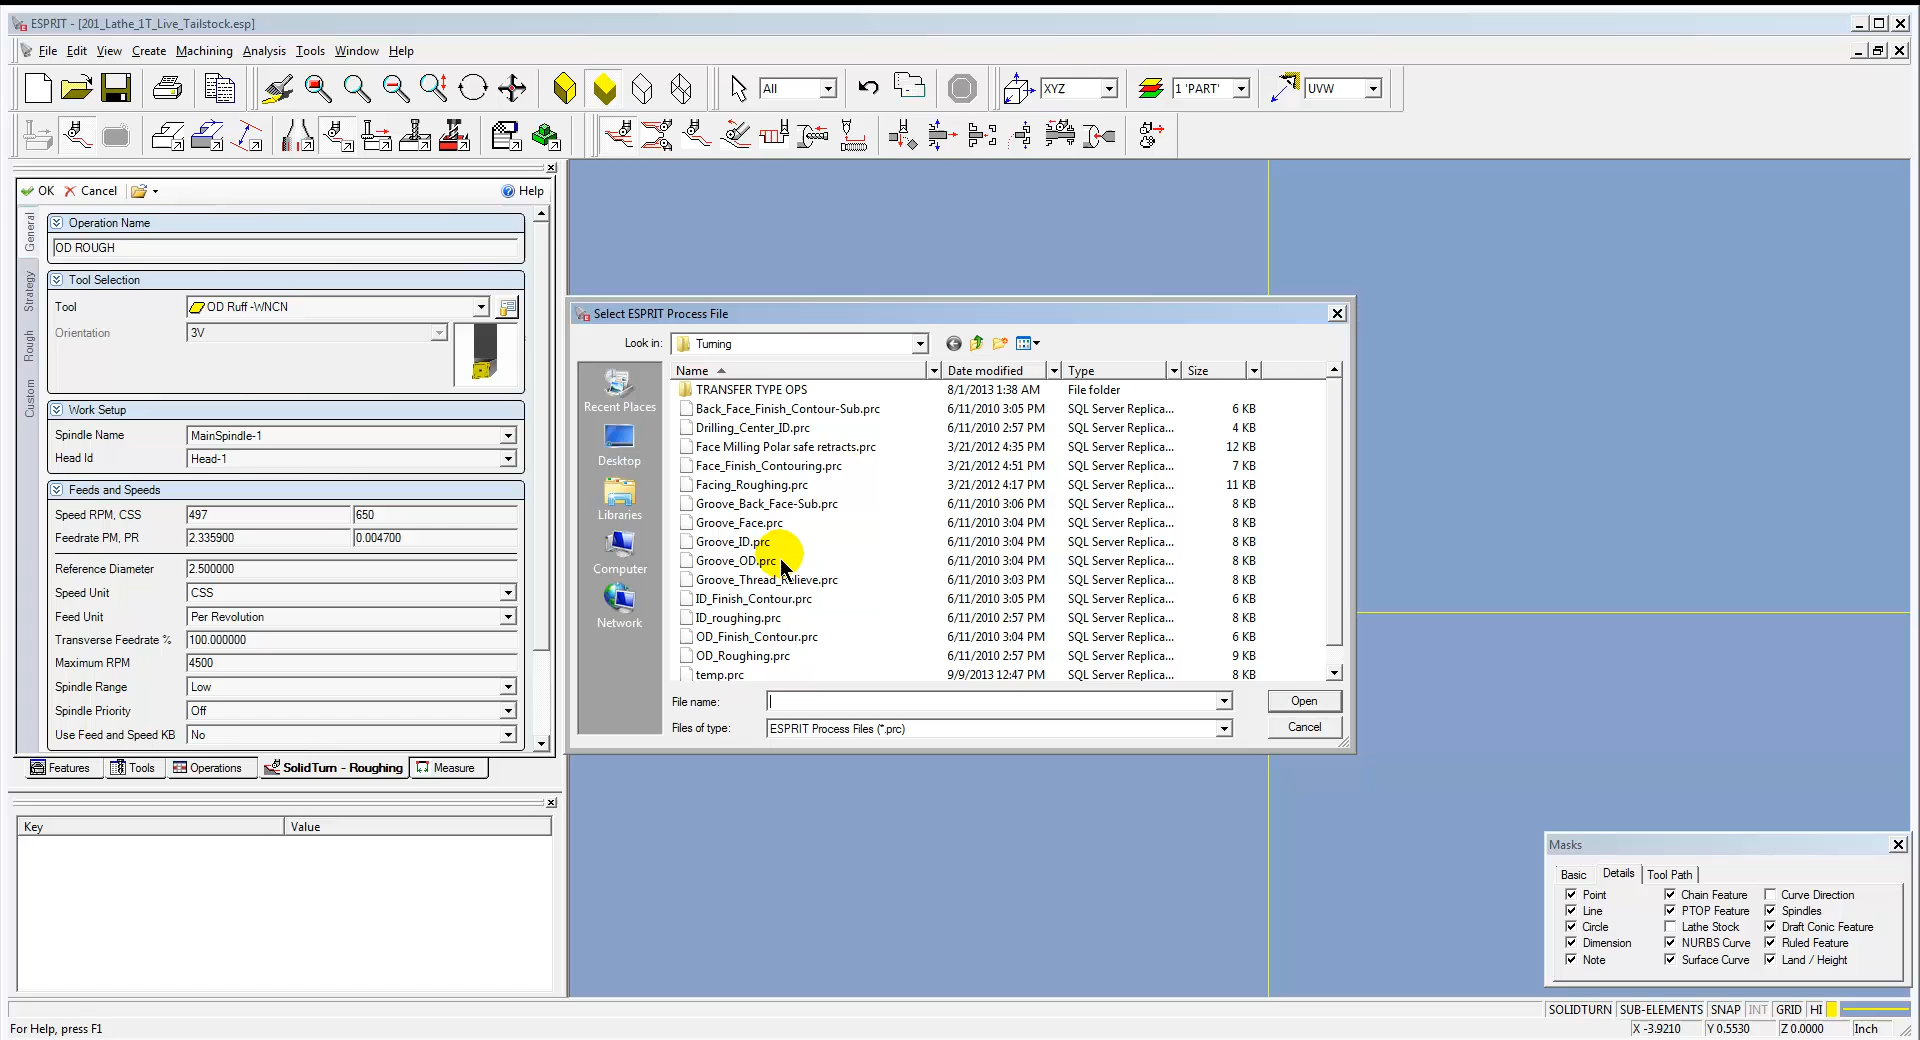 ESPRIT - [201_Lathe_1T_Live_Tailstock.esp]
File Edit View Create Machining Analysis Tools Window Help
All XYZ 1 'PART' UVW
OK Cancel Help
General
Strategy
Rough
Custom
Operation Name
OD ROUGH
Tool Selection
Tool OD Ruff -WNCN
Orientation 3V
Work Setup
Spindle Name MainSpindle-1
Head Id Head-1
Feeds and Speeds
Speed RPM, CSS 497 650
Feedrate PM, PR 2.335900 0.004700
Reference Diameter 2.500000
Speed Unit CSS
Feed Unit Per Revolution
Transverse Feedrate % 100.000000
Maximum RPM 4500
Spindle Range Low
Spindle Priority Off
Use Feed and Speed KB No
Features Tools Operations SolidTurn - Roughing Measure
Key Value
Select ESPRIT Process File
Look in: Turning
Recent Places
Desktop
Libraries
Computer
Network
Name Date modified Type Size
TRANSFER TYPE OPS 8/1/2013 1:38 AM File folder
Back_Face_Finish_Contour-Sub.prc 6/11/2010 3:05 PM SQL Server Replica... 6 KB
Drilling_Center_ID.prc 6/11/2010 2:57 PM SQL Server Replica... 4 KB
Face Milling Polar safe retracts.prc 3/21/2012 4:35 PM SQL Server Replica... 12 KB
Face_Finish_Contouring.prc 3/21/2012 4:51 PM SQL Server Replica... 7 KB
Facing_Roughing.prc 3/21/2012 4:17 PM SQL Server Replica... 11 KB
Groove_Back_Face-Sub.prc 6/11/2010 3:06 PM SQL Server Replica... 8 KB
Groove_Face.prc 6/11/2010 3:04 PM SQL Server Replica... 8 KB
Groove_ID.prc 6/11/2010 3:04 PM SQL Server Replica... 8 KB
Groove_OD.prc 6/11/2010 3:04 PM SQL Server Replica... 8 KB
Groove_Thread_Relieve.prc 6/11/2010 3:03 PM SQL Server Replica... 8 KB
ID_Finish_Contour.prc 6/11/2010 3:05 PM SQL Server Replica... 6 KB
ID_roughing.prc 6/11/2010 2:57 PM SQL Server Replica... 8 KB
OD_Finish_Contour.prc 6/11/2010 3:04 PM SQL Server Replica... 6 KB
OD_Roughing.prc 6/11/2010 2:57 PM SQL Server Replica... 9 KB
temp.prc 9/9/2013 12:47 PM SQL Server Replica... 8 KB
File name: Open
Files of type: ESPRIT Process Files (*.prc) Cancel
Masks
Basic Details Tool Path
Point Chain Feature Curve Direction
Line PTOP Feature Spindles
Circle Lathe Stock Draft Conic Feature
Dimension NURBS Curve Ruled Feature
Note Surface Curve Land / Height
SOLIDTURN SUB-ELEMENTS SNAP INT GRID HI
For Help, press F1 X -3.9210 Y 0.5530 Z 0.0000 Inch